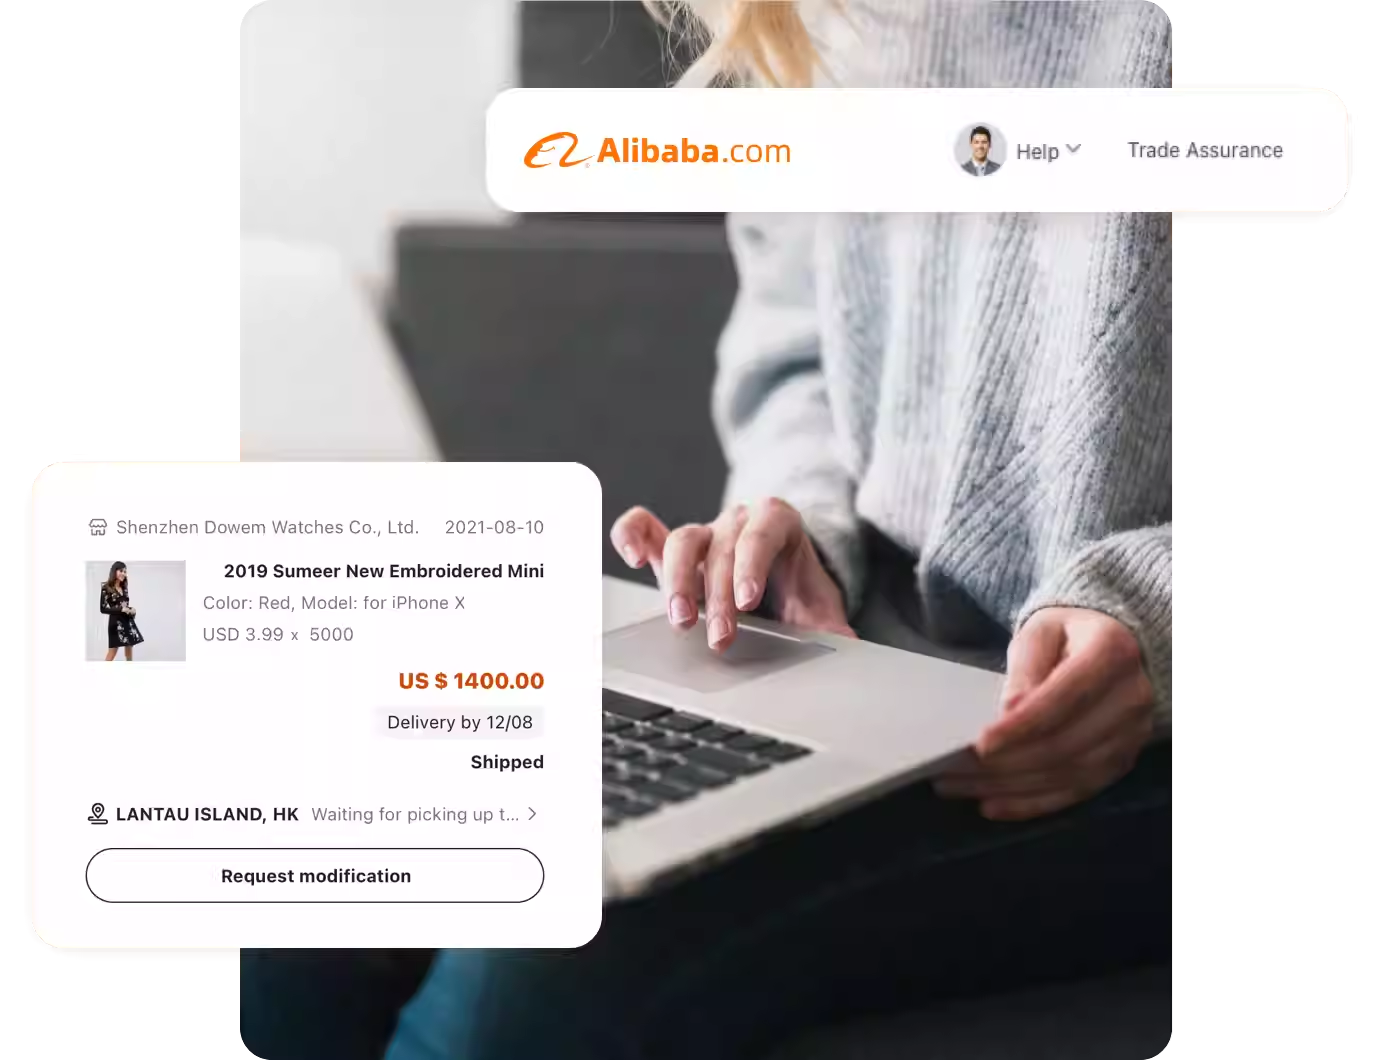 Alibaba.com
Help
Trade Assurance
Shenzhen Dowem Watches Co., Ltd. 2021-08-10
2019 Sumeer New Embroidered Mini
Color: Red, Model: for iPhone X
USD 3.99 x 5000
US $ 1400.00
Delivery by 12/08
Shipped
LANTAU ISLAND, HK Waiting for picking up t...
Request modification